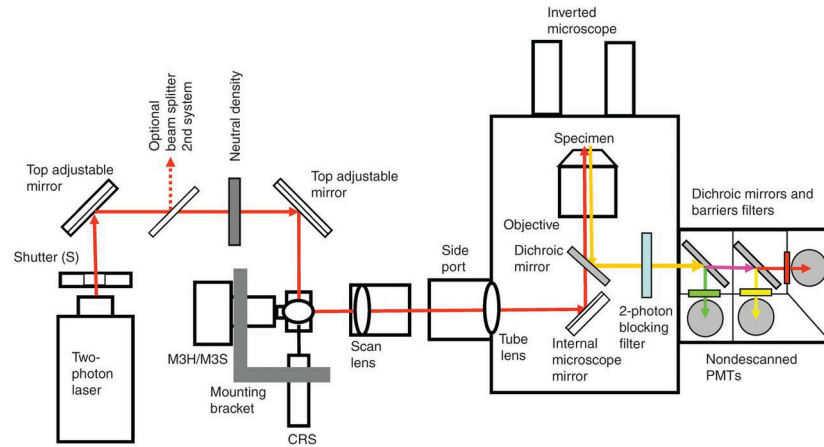 Inverted
microscope
Optional
beam splitter
2nd system
Neutral density
Top adjustable
mirror
Top adjustable
mirror
Specimen
Dichroic mirrors and
barriers filters
Objective
Dichroic
mirror
Side
port
Shutter (S)
2-photon
blocking
filter
Two-
photon
laser
M3H/M3S
Scan
lens
Tube
lens
Internal
microscope
mirror
Nondescanned
PMTs
Mounting
bracket
CRS